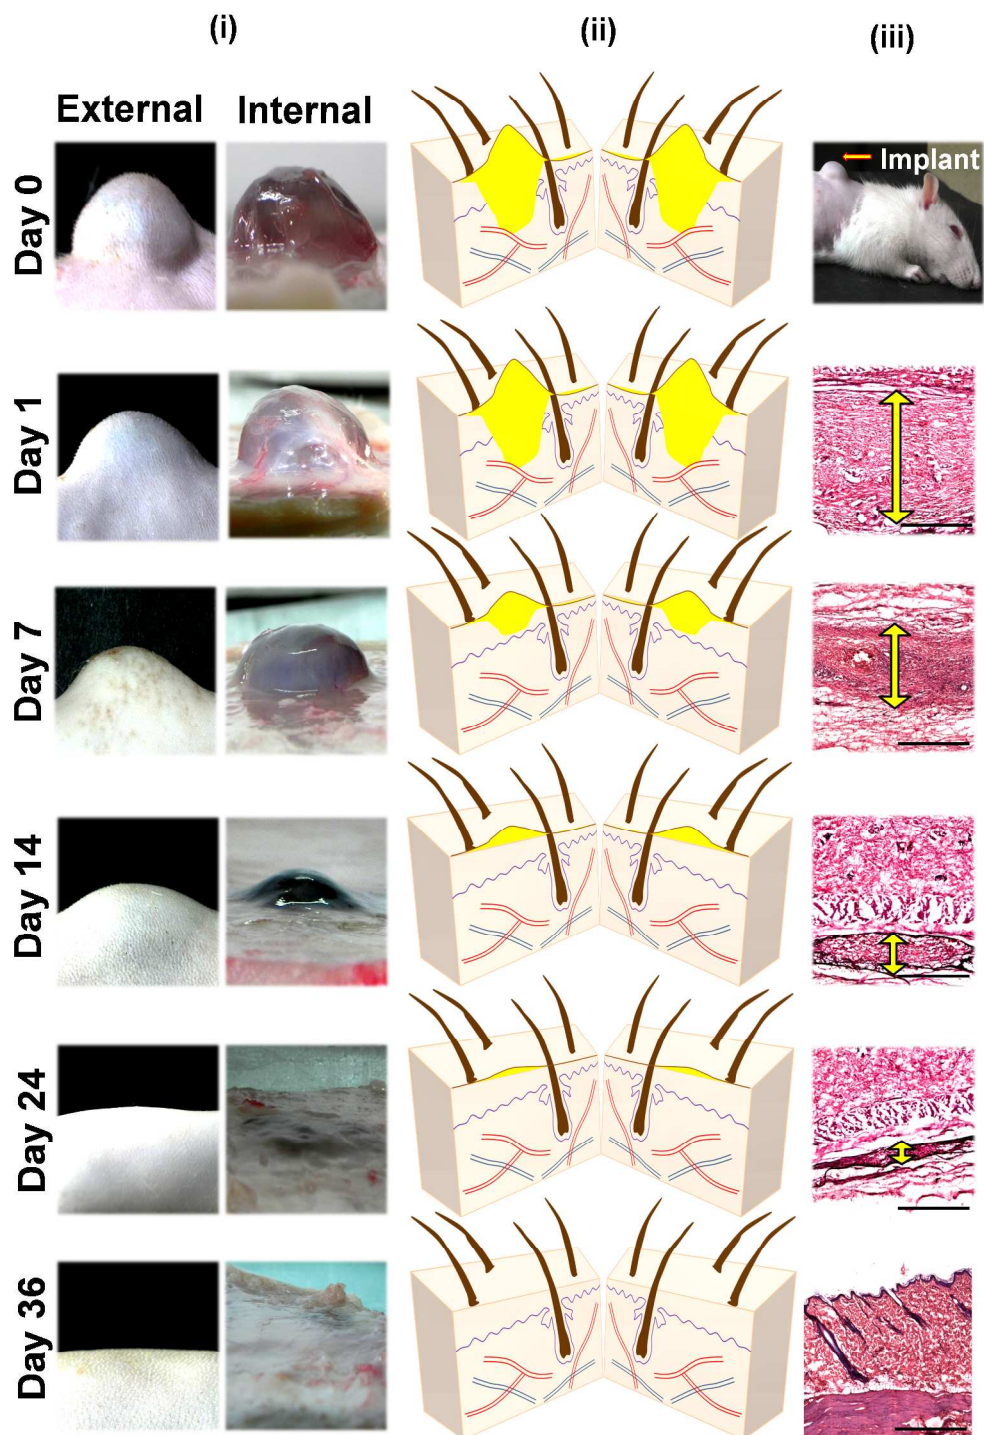 (i)
(ii)
(iii)
External
Internal
Day 0
Implant
Day 1
Day 7
Day 14
Day 24
Day 36